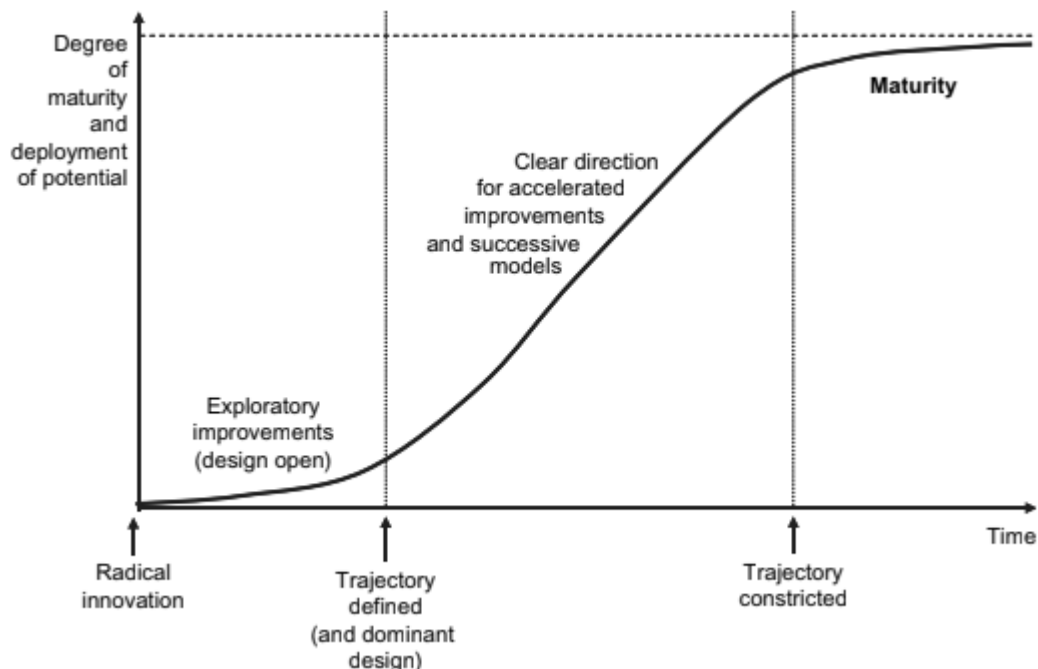 Degree
of
maturity
and
deployment
of potential
Maturity
Clear direction
for accelerated
improvements
and successive
models
Exploratory
improvements
(design open)
Time
Radical
innovation
Trajectory
defined
(and dominant
design)
Trajectory
constricted